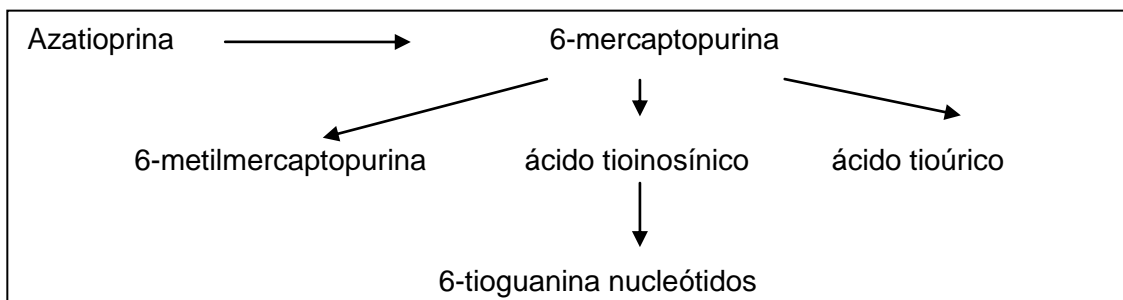 Azatioprina 6-mercaptopurina
6-metilmercaptopurina ácido tioinosínico ácido tioúrico
6-tioguanina nucleótidos